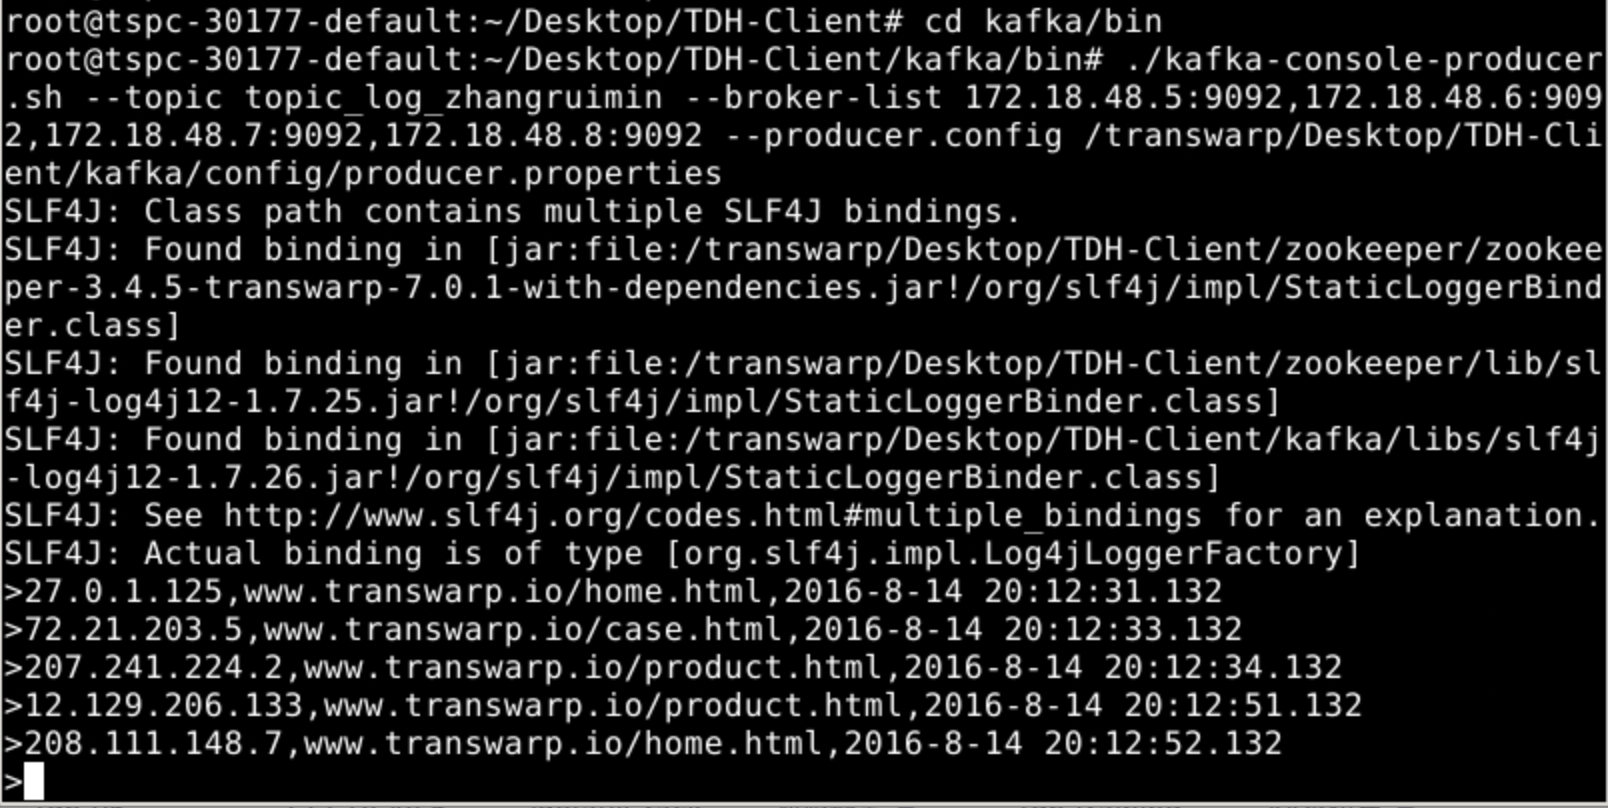 root@tspc-30177-default:~/Desktop/TDH-Client# cd kafka/bin
root@tspc-30177-default:~/Desktop/TDH-Client/kafka/bin# ./kafka-console-producer
.sh --topic topic_log_zhangruimin --broker-list 172.18.48.5:9092,172.18.48.6:909
2,172.18.48.7:9092,172.18.48.8:9092 --producer.config /transwarp/Desktop/TDH-Cli
ent/kafka/config/producer.properties
SLF4J: Class path contains multiple SLF4J bindings.
SLF4J: Found binding in [jar:file:/transwarp/Desktop/TDH-Client/zookeeper/zookee
per-3.4.5-transwarp-7.0.1-with-dependencies.jar!/org/slf4j/impl/StaticLoggerBind
er.class]
SLF4J: Found binding in [jar:file:/transwarp/Desktop/TDH-Client/zookeeper/lib/sl
f4j-log4j12-1.7.25.jar!/org/slf4j/impl/StaticLoggerBinder.class]
SLF4J: Found binding in [jar:file:/transwarp/Desktop/TDH-Client/kafka/libs/slf4j
-log4j12-1.7.26.jar!/org/slf4j/impl/StaticLoggerBinder.class]
SLF4J: See http://www.slf4j.org/codes.html#multiple_bindings for an explanation.
SLF4J: Actual binding is of type [org.slf4j.impl.Log4jLoggerFactory]
>27.0.1.125,www.transwarp.io/home.html,2016-8-14 20:12:31.132
>72.21.203.5,www.transwarp.io/case.html,2016-8-14 20:12:33.132
>207.241.224.2,www.transwarp.io/product.html,2016-8-14 20:12:34.132
>12.129.206.133,www.transwarp.io/product.html,2016-8-14 20:12:51.132
>208.111.148.7,www.transwarp.io/home.html,2016-8-14 20:12:52.132
>